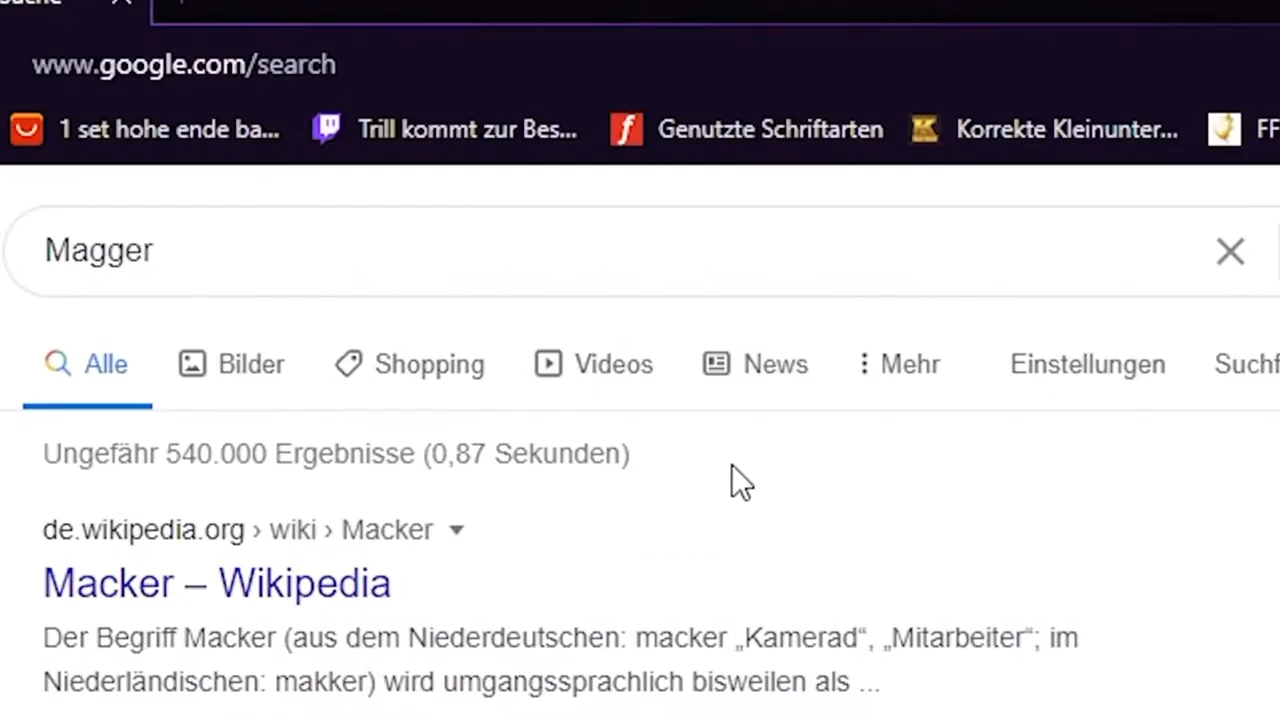 www.google.com/search
1 set hohe ende ba... Trill kommt zur Bes... Genutzte Schriftarten Korrekte Kleinunter... FF
Magger
Alle Bilder Shopping Videos News Mehr Einstellungen Suchf
Ungefähr 540.000 Ergebnisse (0,87 Sekunden)
de.wikipedia.org › wiki › Macker
Macker – Wikipedia
Der Begriff Macker (aus dem Niederdeutschen: macker „Kamerad“, „Mitarbeiter“; im
Niederländischen: makker) wird umgangssprachlich bisweilen als ...